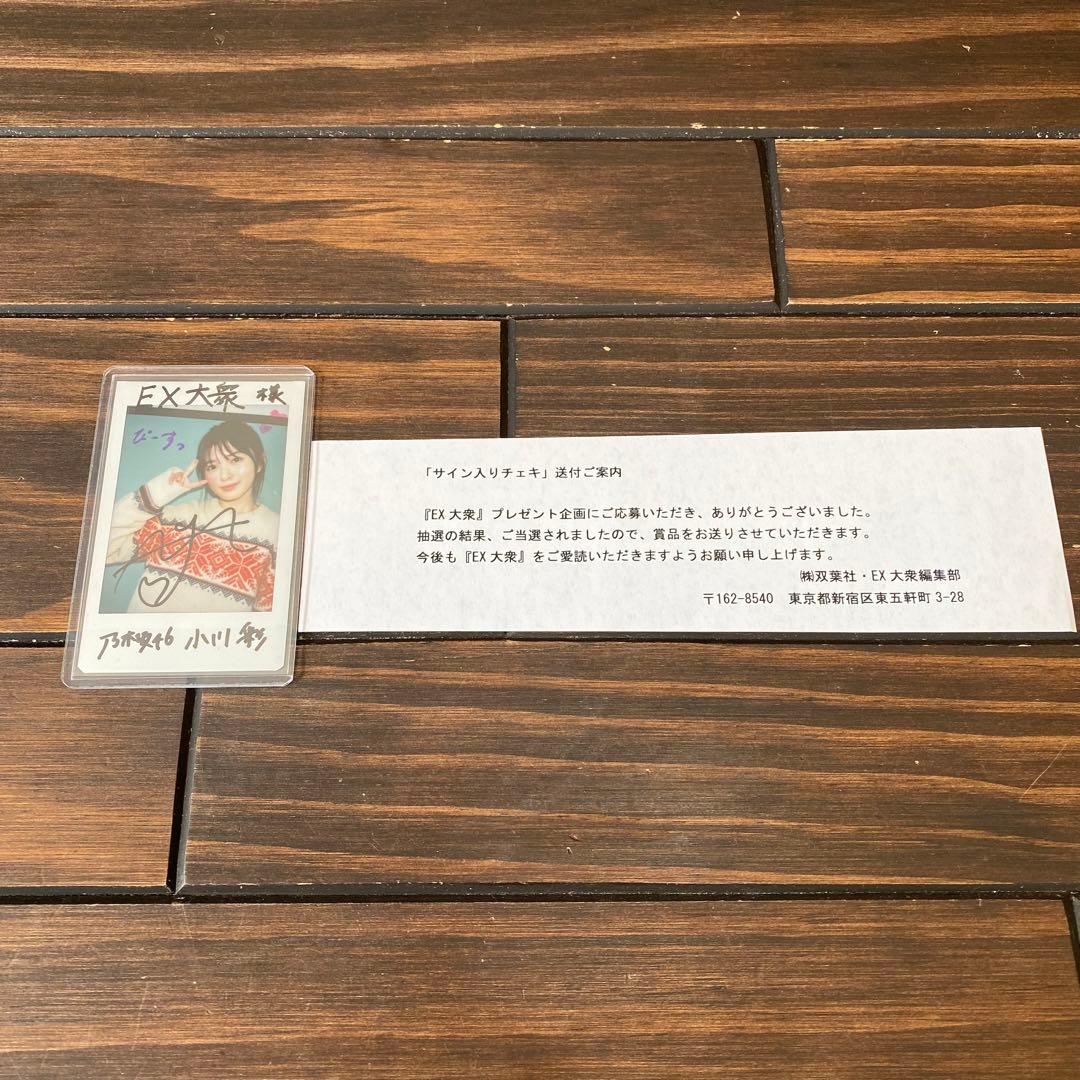 EX大衆 様
ぴーすっ
乃木坂46 小川 彩
「サイン入りチェキ」送付ご案内
『EX 大衆』プレゼント企画にご応募いただき、ありがとうございました。
抽選の結果、ご当選されましたので、賞品をお送りさせていただきます。
今後も『EX 大衆』をご愛読いただきますようお願い申し上げます。
㈱双葉社・EX 大衆編集部
〒162-8540 東京都新宿区東五軒町 3-28